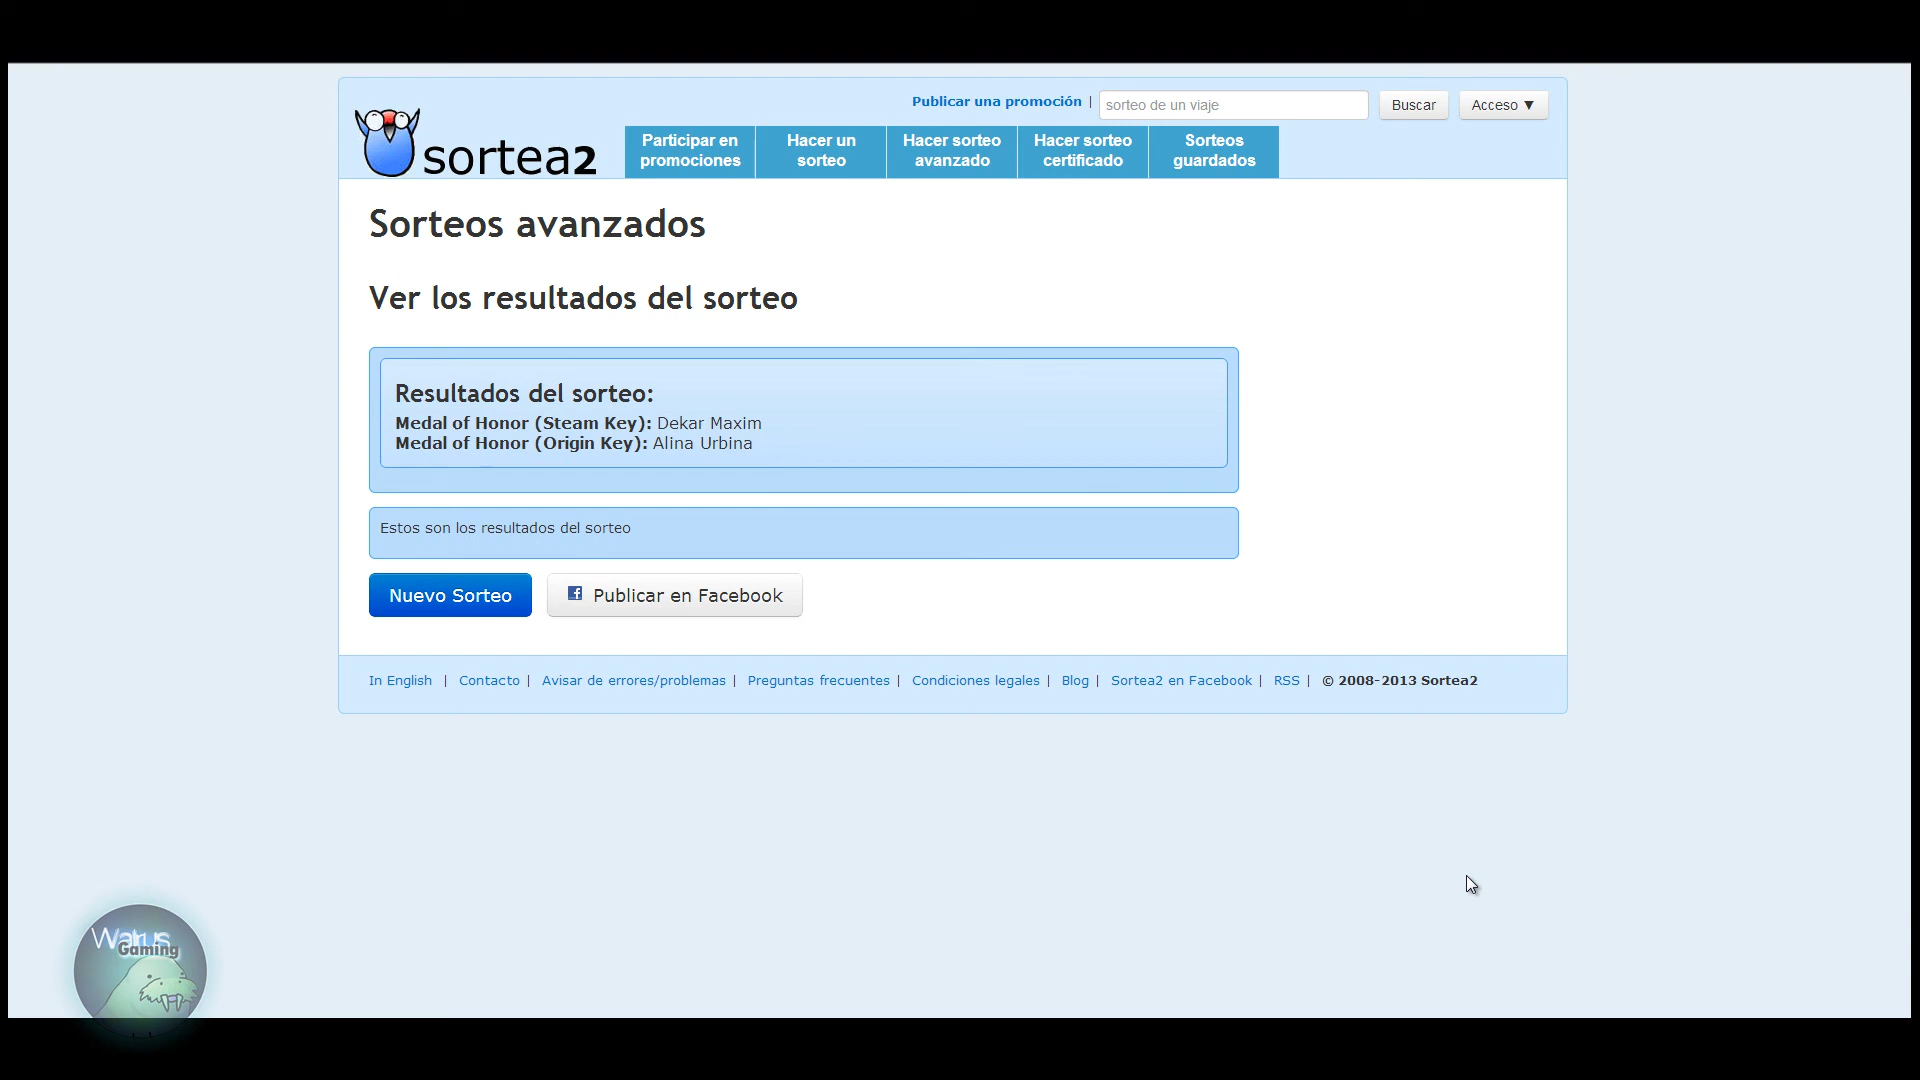 Publicar una promoción |
sorteo de un viaje
Buscar
Acceso ▼
sortea2
Participar en
promociones
Hacer un
sorteo
Hacer sorteo
avanzado
Hacer sorteo
certificado
Sorteos
guardados
Sorteos avanzados
Ver los resultados del sorteo
Resultados del sorteo:
Medal of Honor (Steam Key): Dekar Maxim
Medal of Honor (Origin Key): Alina Urbina
Estos son los resultados del sorteo
Nuevo Sorteo
Publicar en Facebook
In English | Contacto | Avisar de errores/problemas | Preguntas frecuentes | Condiciones legales | Blog | Sortea2 en Facebook | RSS | © 2008-2013 Sortea2
Walrus
Gaming